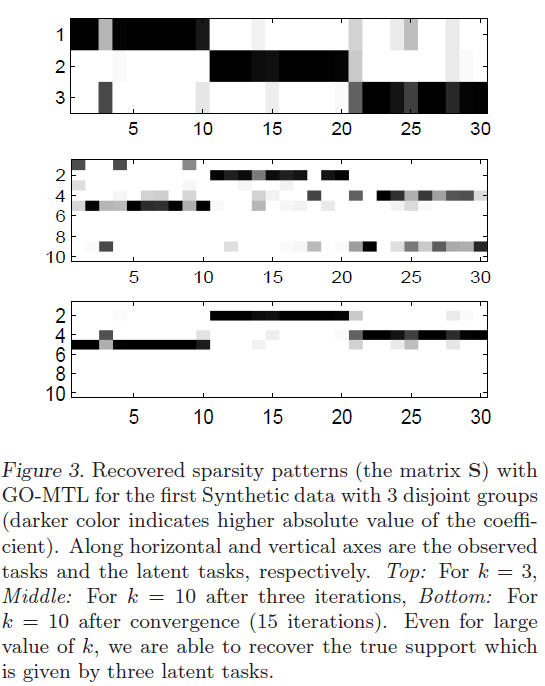 1
2
3
5 10 15 20 25 30
2
4
6
8
10
5 10 15 20 25 30
2
4
6
8
10
5 10 15 20 25 30
Figure 3. Recovered sparsity patterns (the matrix S) with
GO-MTL for the first Synthetic data with 3 disjoint groups
(darker color indicates higher absolute value of the coeffi-
cient). Along horizontal and vertical axes are the observed
tasks and the latent tasks, respectively. Top: For k = 3,
Middle: For k = 10 after three iterations, Bottom: For
k = 10 after convergence (15 iterations). Even for large
value of k, we are able to recover the true support which
is given by three latent tasks.